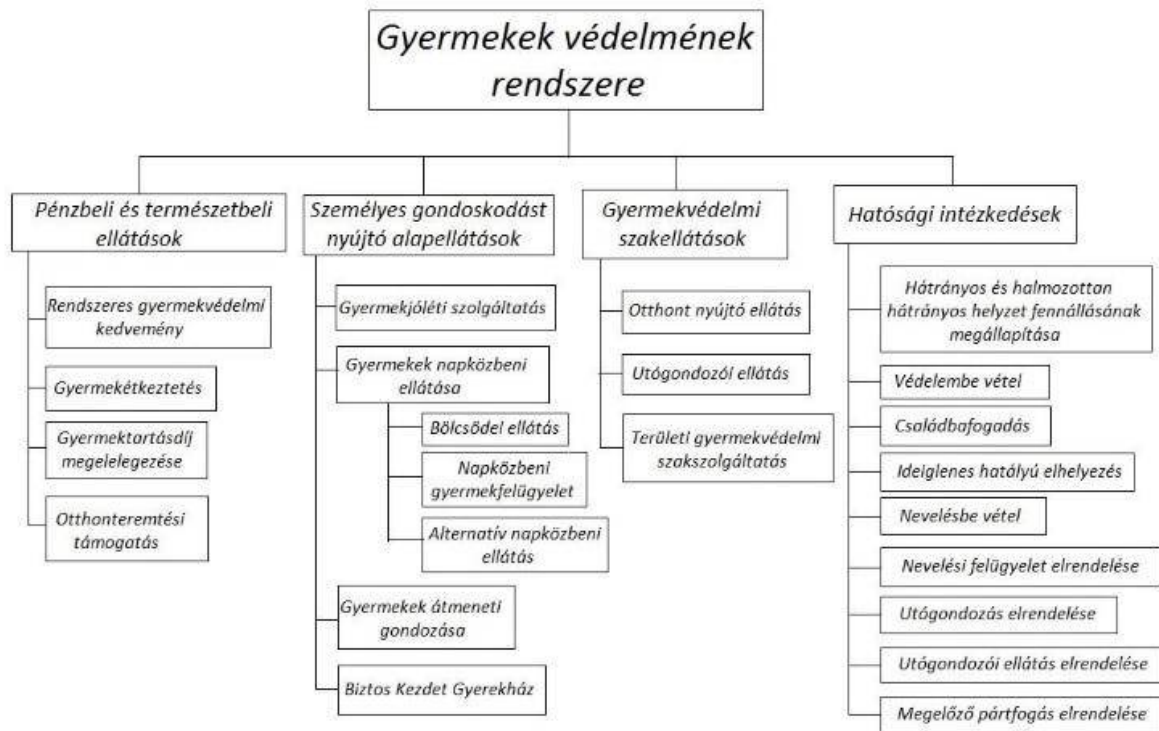 Gyermekek védelmének
rendszere
Pénzbeli és természetbeli
ellátások
Rendszeres gyermekvédelmi
kedvemény
Gyermekétkeztetés
Gyermektartásdíj
megelelegezése
Otthonteremtési
támogatás
Személyes gondoskodást
nyújtó alapellátások
Gyermekjóléti szolgáltatás
Gyermekek napközbeni
ellátása
Bölcsődel ellátás
Napközbeni
gyermekfelügyelet
Alternatív napközbeni
ellátás
Gyermekek átmeneti
gondozása
Biztos Kezdet Gyerekház
Gyermekvédelmi
szakellátások
Otthont nyújtó ellátás
Utógondozói ellátás
Területi gyermekvédelmi
szakszolgáltatás
Hatósági intézkedések
Hátrányos és halmozottan
hátrányos helyzet fennállásának
megállapítása
Védelembe vétel
Családbafogadás
Ideiglenes hatályú elhelyezés
Nevelésbe vétel
Nevelési felügyelet elrendelése
Utógondozás elrendelése
Utógondozói ellátás elrendelése
Megelőző pártfogás elrendelése